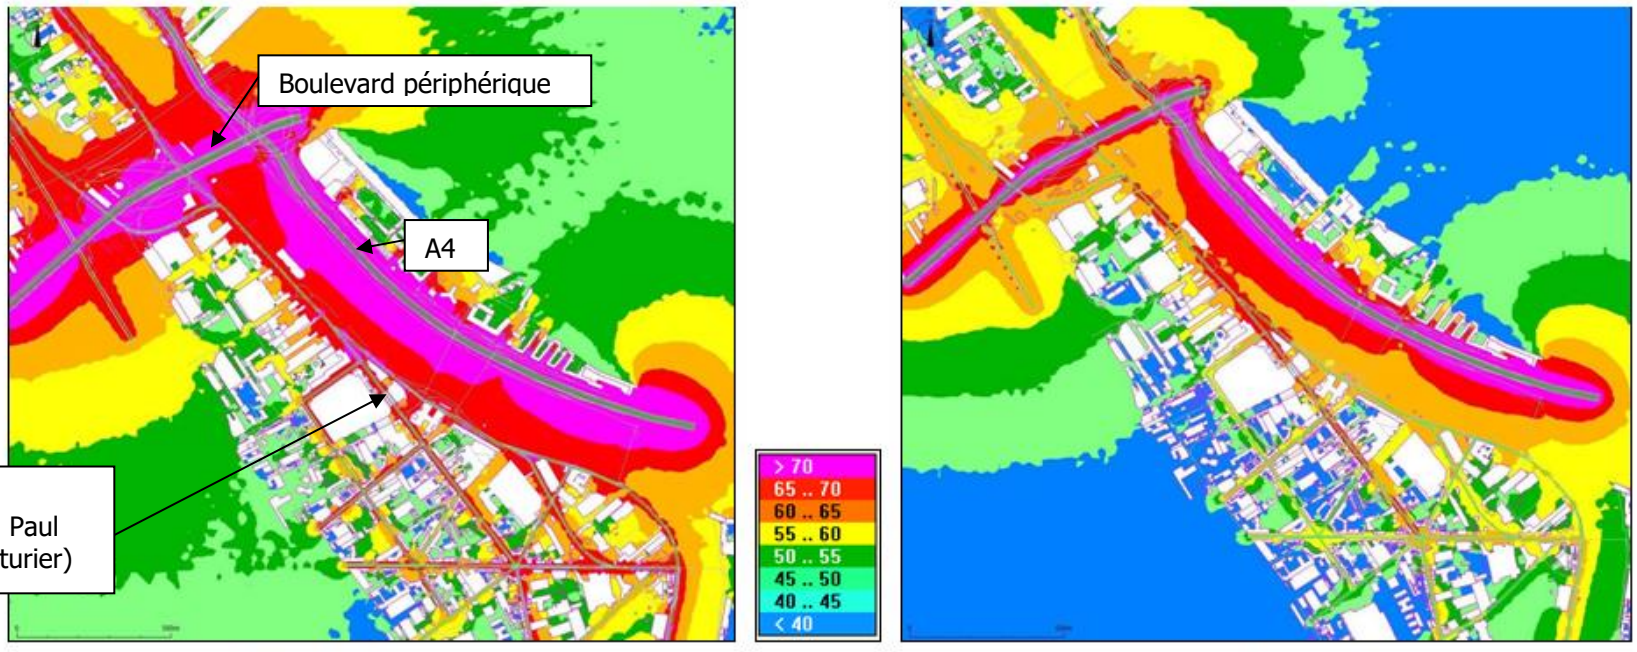 Boulevard périphérique
A4
Paul
turier)
> 70
65 .. 70
60 .. 65
55 .. 60
50 .. 55
45 .. 50
40 .. 45
< 40